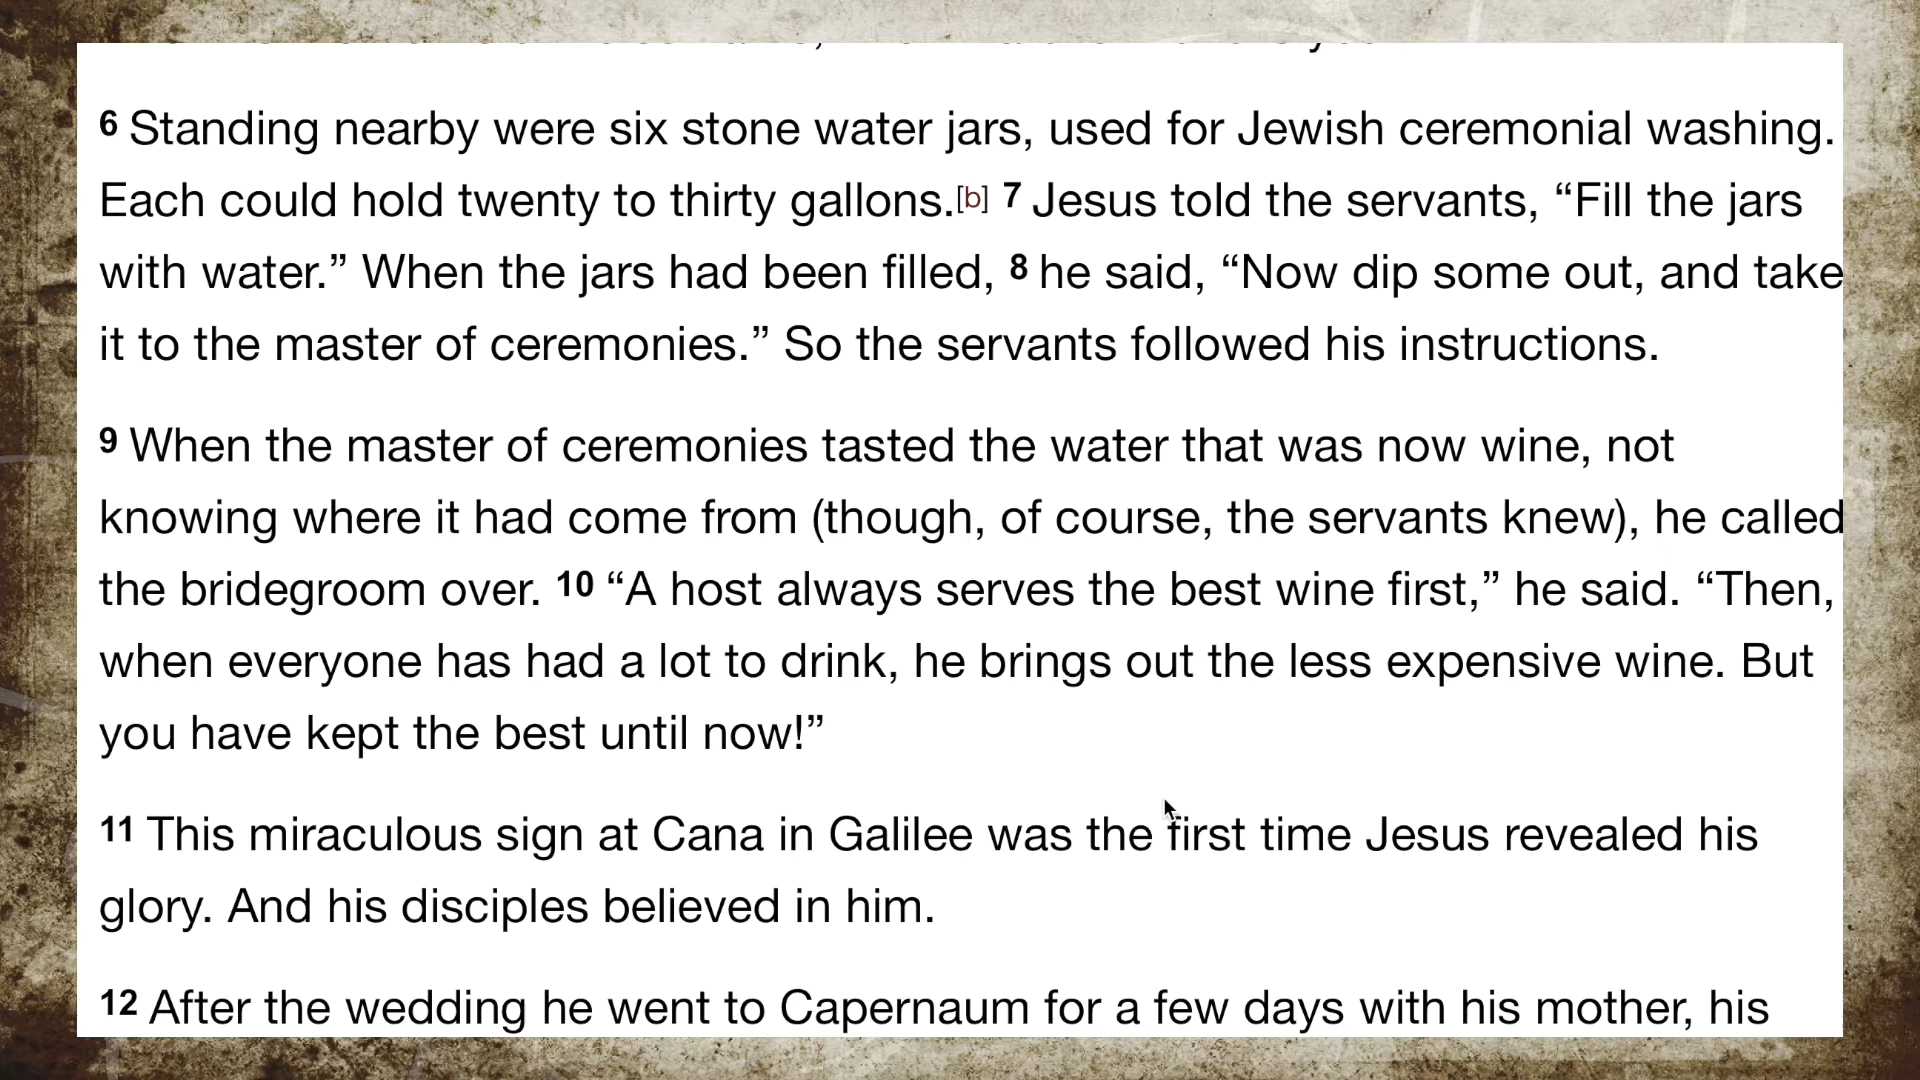 6 Standing nearby were six stone water jars, used for Jewish ceremonial washing.
Each could hold twenty to thirty gallons.[b] 7 Jesus told the servants, “Fill the jars
with water.” When the jars had been filled, 8 he said, “Now dip some out, and take
it to the master of ceremonies.” So the servants followed his instructions.
9 When the master of ceremonies tasted the water that was now wine, not
knowing where it had come from (though, of course, the servants knew), he called
the bridegroom over. 10 “A host always serves the best wine first,” he said. “Then,
when everyone has had a lot to drink, he brings out the less expensive wine. But
you have kept the best until now!”
11 This miraculous sign at Cana in Galilee was the first time Jesus revealed his
glory. And his disciples believed in him.
12 After the wedding he went to Capernaum for a few days with his mother, his